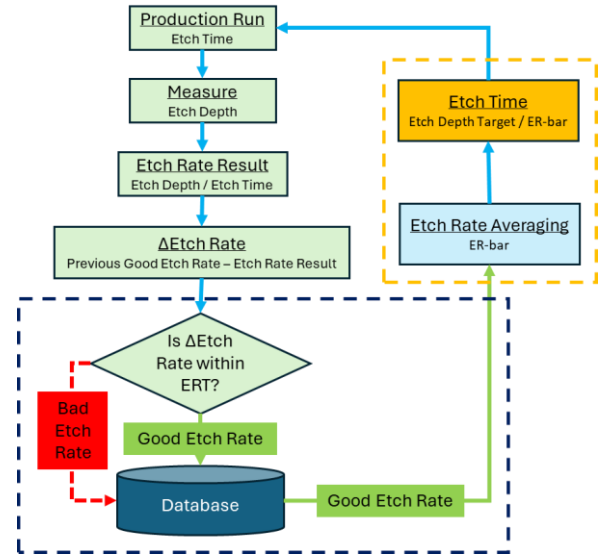 Production Run
Etch Time
Measure
Etch Depth
Etch Rate Result
Etch Depth / Etch Time
ΔEtch Rate
Previous Good Etch Rate – Etch Rate Result
Is ΔEtch
Rate within
ERT?
Bad
Etch
Rate
Good Etch Rate
Database
Good Etch Rate
Etch Rate Averaging
ER-bar
Etch Time
Etch Depth Target / ER-bar